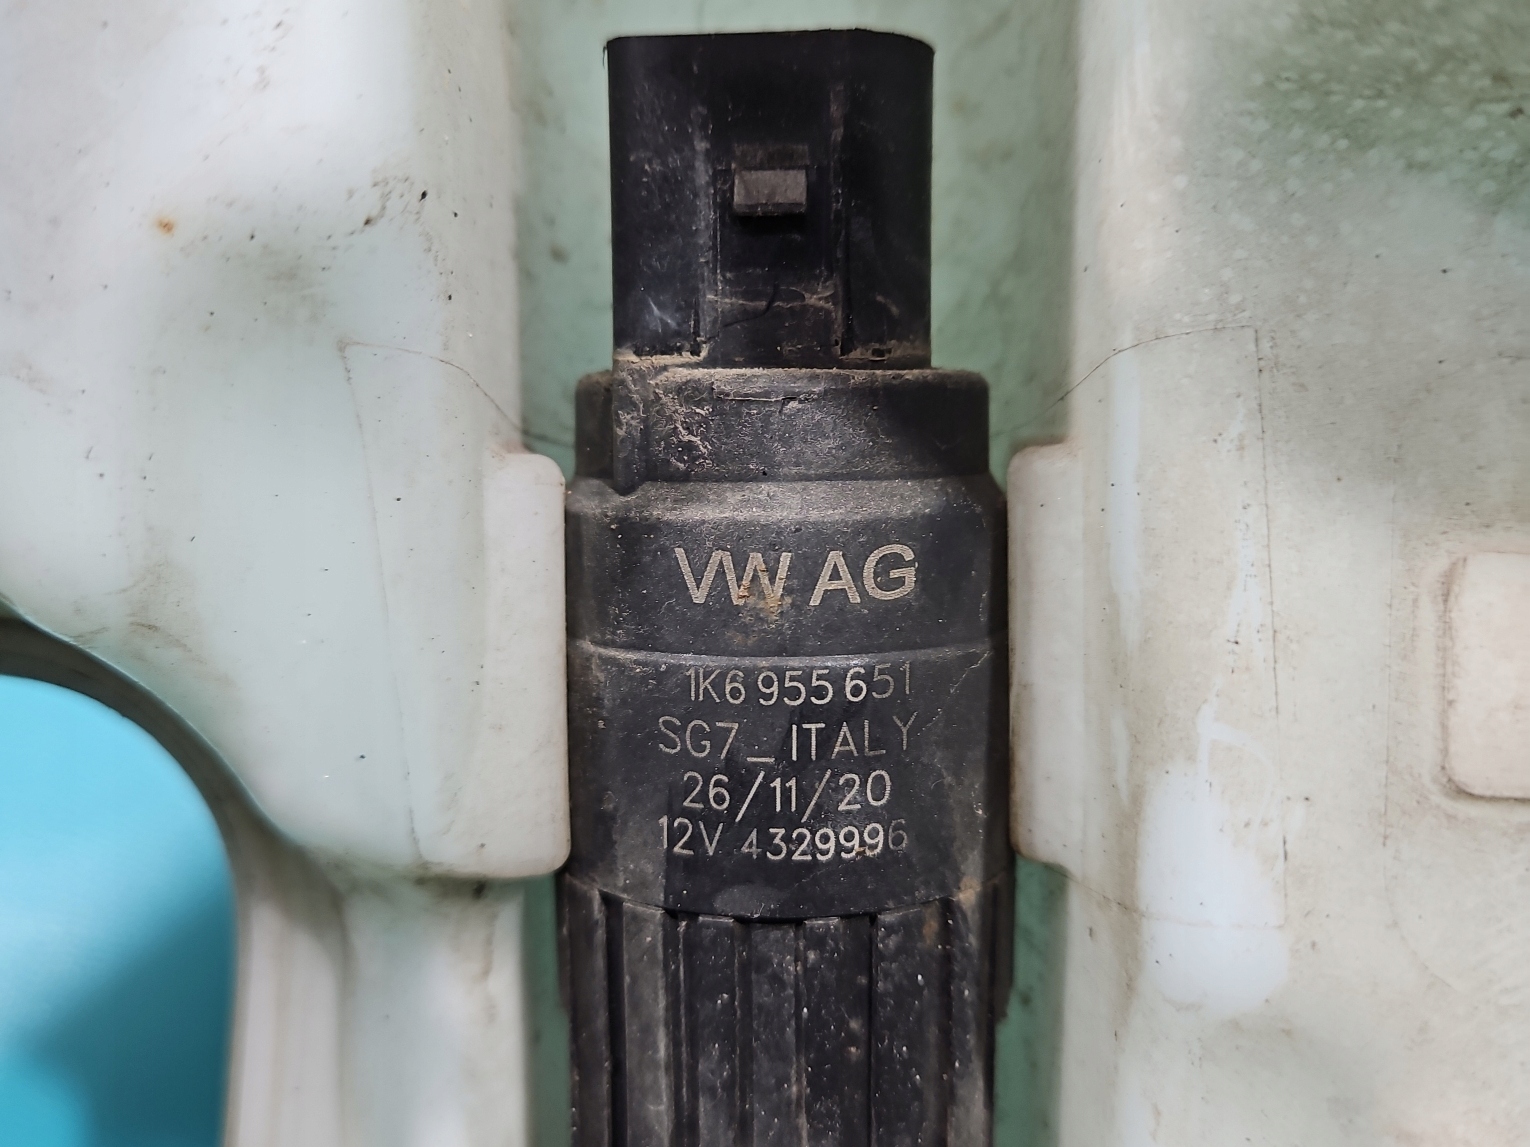 VW AG
1K6 955 651
SG7_ ITALY
26/11/20
12V 4329996